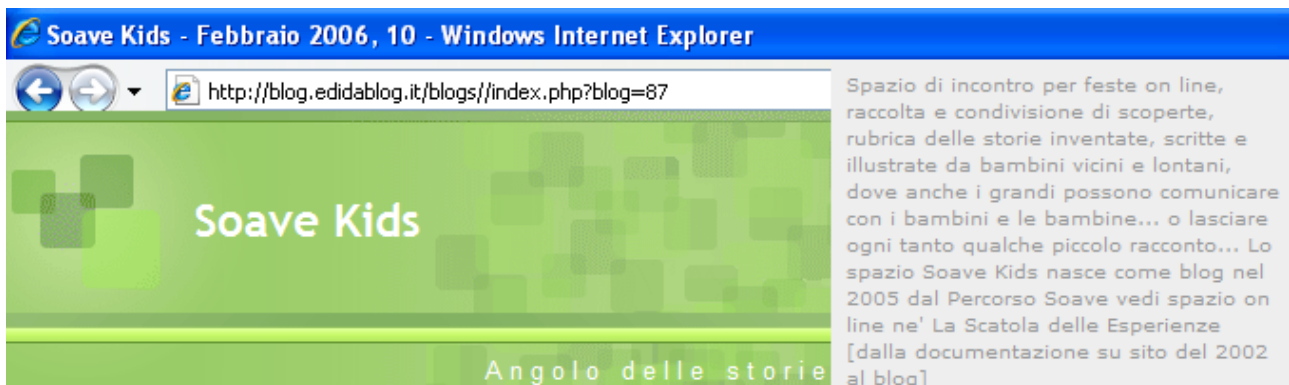 Soave Kids - Febbraio 2006, 10 - Windows Internet Explorer
http://blog.edidablog.it/blogs//index.php?blog=87
Soave Kids
Angolo delle storie
Spazio di incontro per feste on line,
raccolta e condivisione di scoperte,
rubrica delle storie inventate, scritte e
illustrate da bambini vicini e lontani,
dove anche i grandi possono comunicare
con i bambini e le bambine... o lasciare
ogni tanto qualche piccolo racconto... Lo
spazio Soave Kids nasce come blog nel
2005 dal Percorso Soave vedi spazio on
line ne' La Scatola delle Esperienze
[dalla documentazione su sito del 2002
al blog]